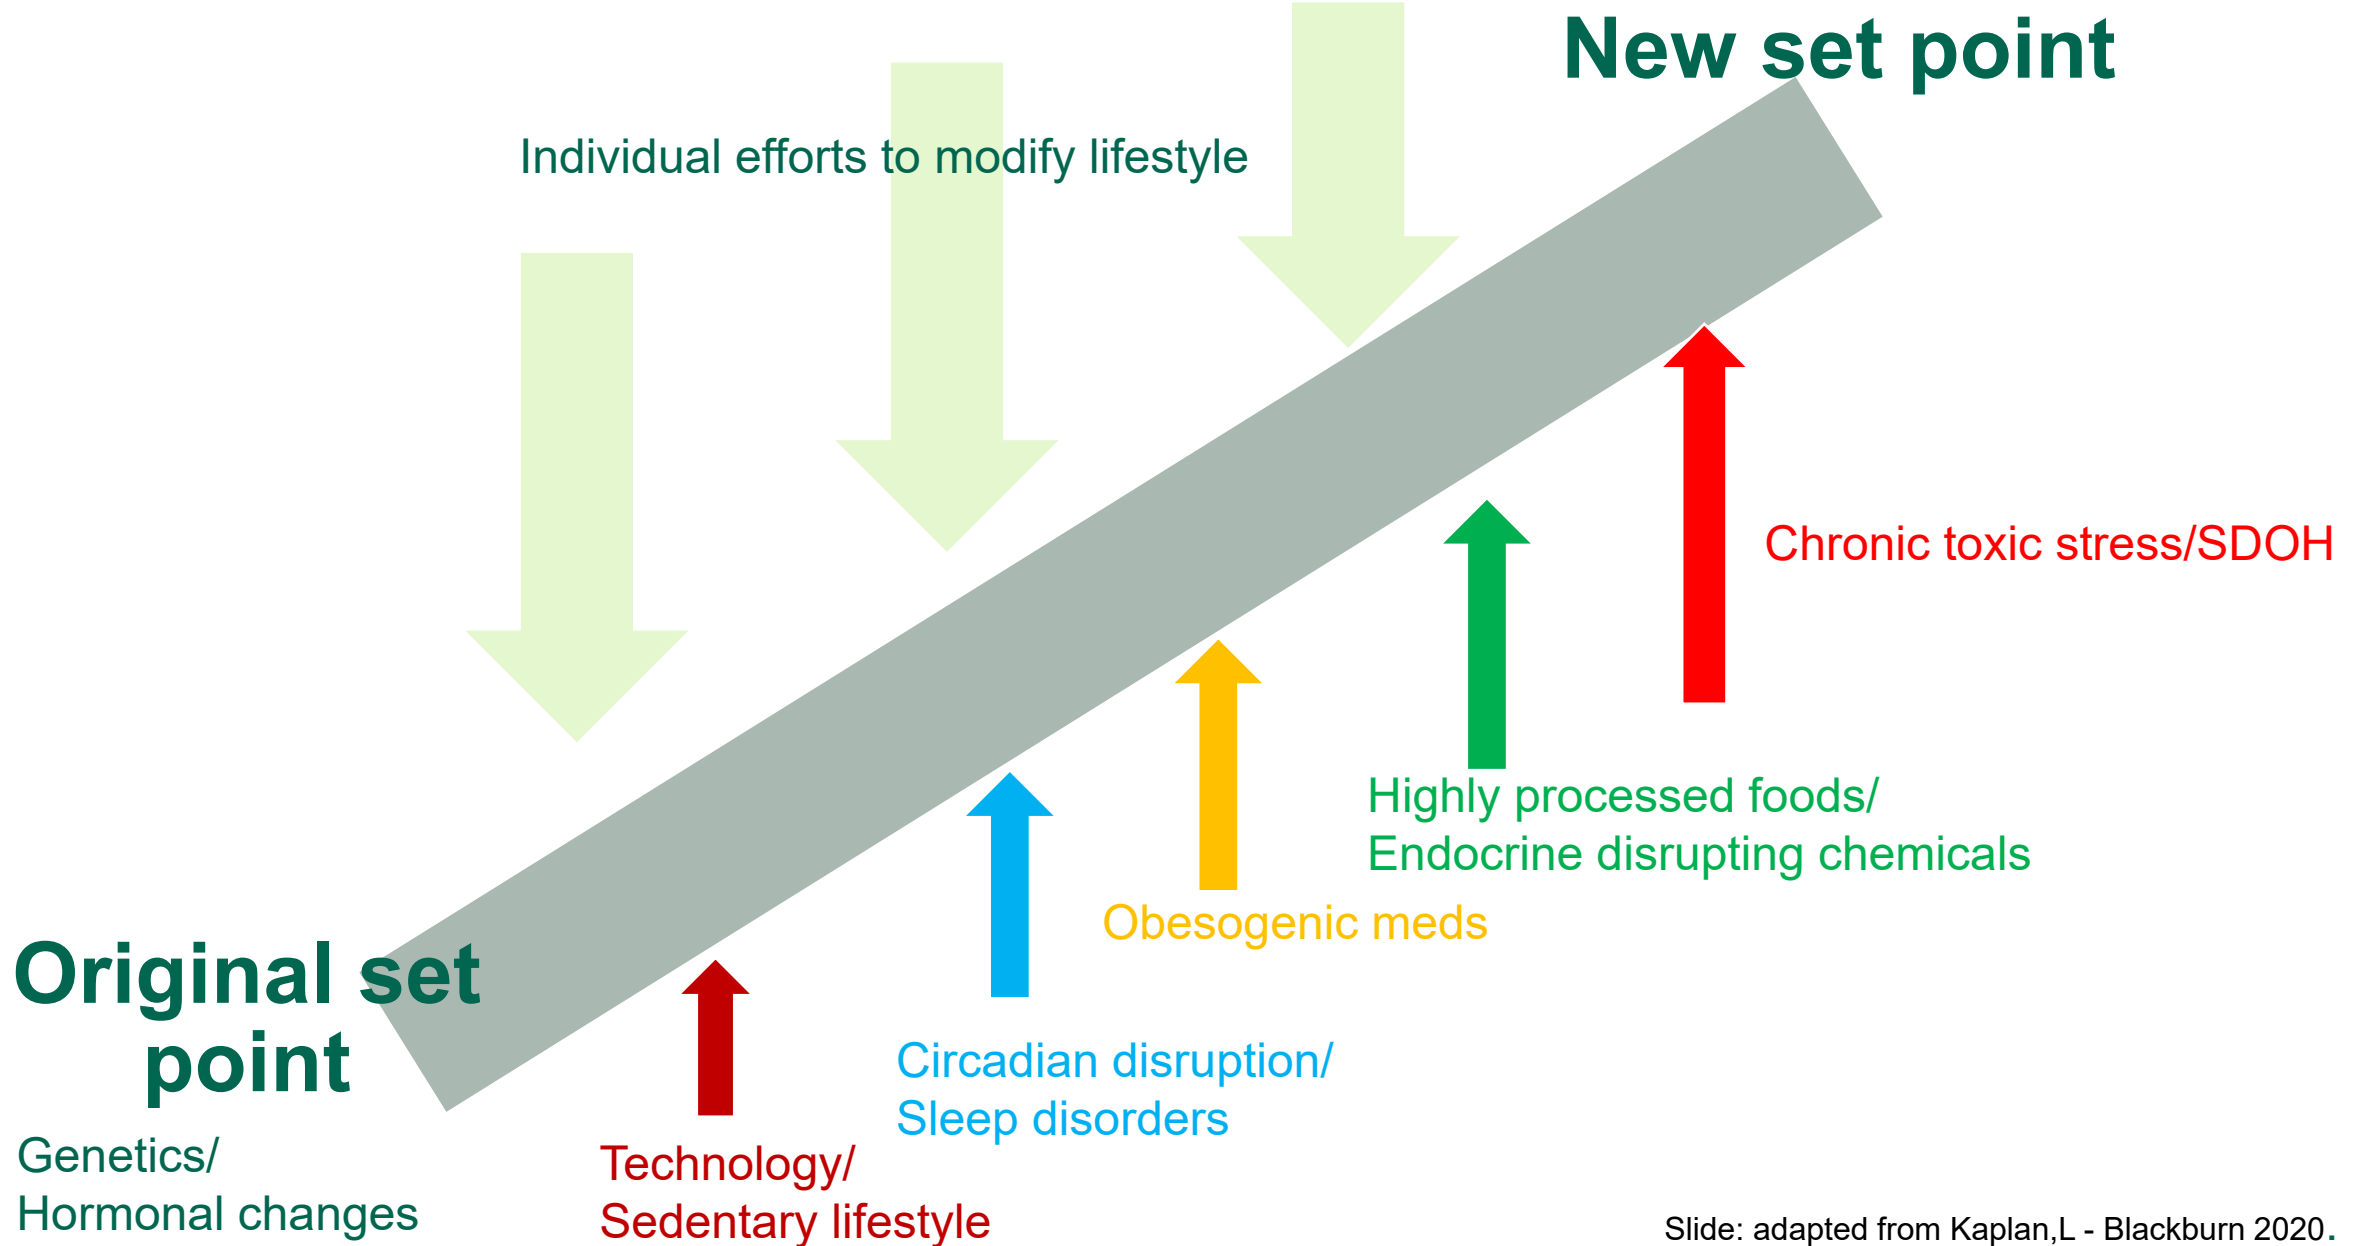 New set point
Individual efforts to modify lifestyle
Chronic toxic stress/SDOH
Highly processed foods/
Endocrine disrupting chemicals
Obesogenic meds
Original set
point
Circadian disruption/
Sleep disorders
Genetics/
Hormonal changes
Technology/
Sedentary lifestyle
Slide: adapted from Kaplan,L - Blackburn 2020.